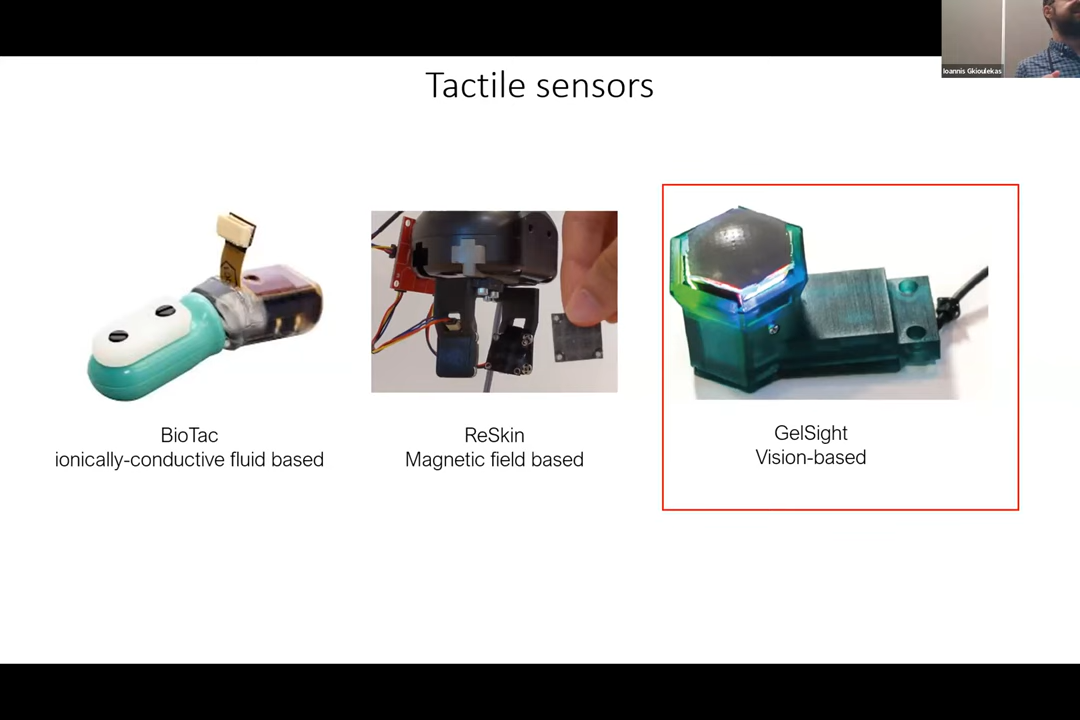 Ioannis Gkioulekas
Tactile sensors
BioTac
ionically-conductive fluid based
ReSkin
Magnetic field based
GelSight
Vision-based